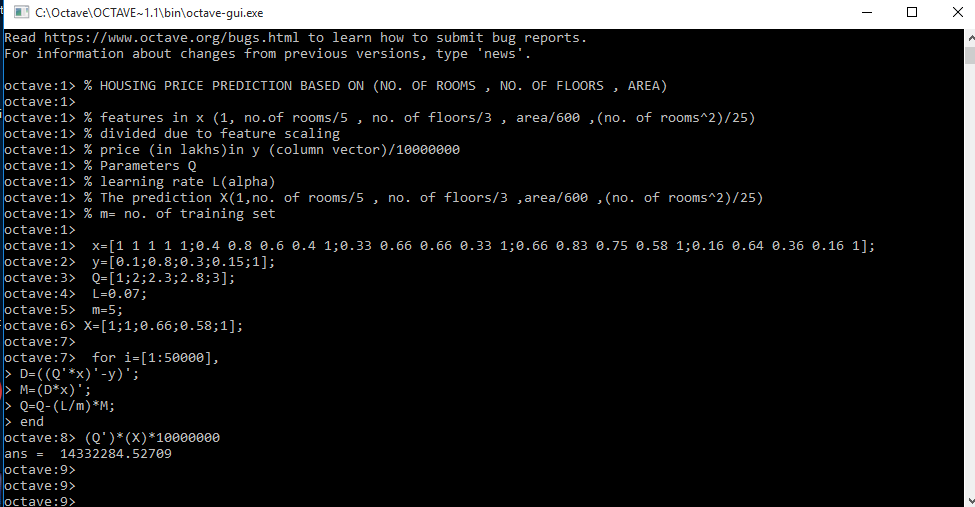 C:\Octave\OCTAVE~1.1\bin\octave-gui.exe
Read https://www.octave.org/bugs.html to learn how to submit bug reports.
For information about changes from previous versions, type 'news'.
octave:1> % HOUSING PRICE PREDICTION BASED ON (NO. OF ROOMS , NO. OF FLOORS , AREA)
octave:1>
octave:1> % features in x (1, no.of rooms/5 , no. of floors/3 , area/600 ,(no. of rooms^2)/25)
octave:1> % divided due to feature scaling
octave:1> % price (in lakhs)in y (column vector)/10000000
octave:1> % Parameters Q
octave:1> % learning rate L(alpha)
octave:1> % The prediction X(1,no. of rooms/5 , no. of floors/3 ,area/600 ,(no. of rooms^2)/25)
octave:1> % m= no. of training set
octave:1>
octave:1>  x=[1 1 1 1 1;0.4 0.8 0.6 0.4 1;0.33 0.66 0.66 0.33 1;0.66 0.83 0.75 0.58 1;0.16 0.64 0.36 0.16 1];
octave:2>  y=[0.1;0.8;0.3;0.15;1];
octave:3>  Q=[1;2;2.3;2.8;3];
octave:4>  L=0.07;
octave:5>  m=5;
octave:6> X=[1;1;0.66;0.58;1];
octave:7>
octave:7>  for i=[1:50000],
> D=((Q'*x)'-y)';
> M=(D*x)';
> Q=Q-(L/m)*M;
> end
octave:8> (Q')*(X)*10000000
ans =  14332284.52709
octave:9>
octave:9>
octave:9>